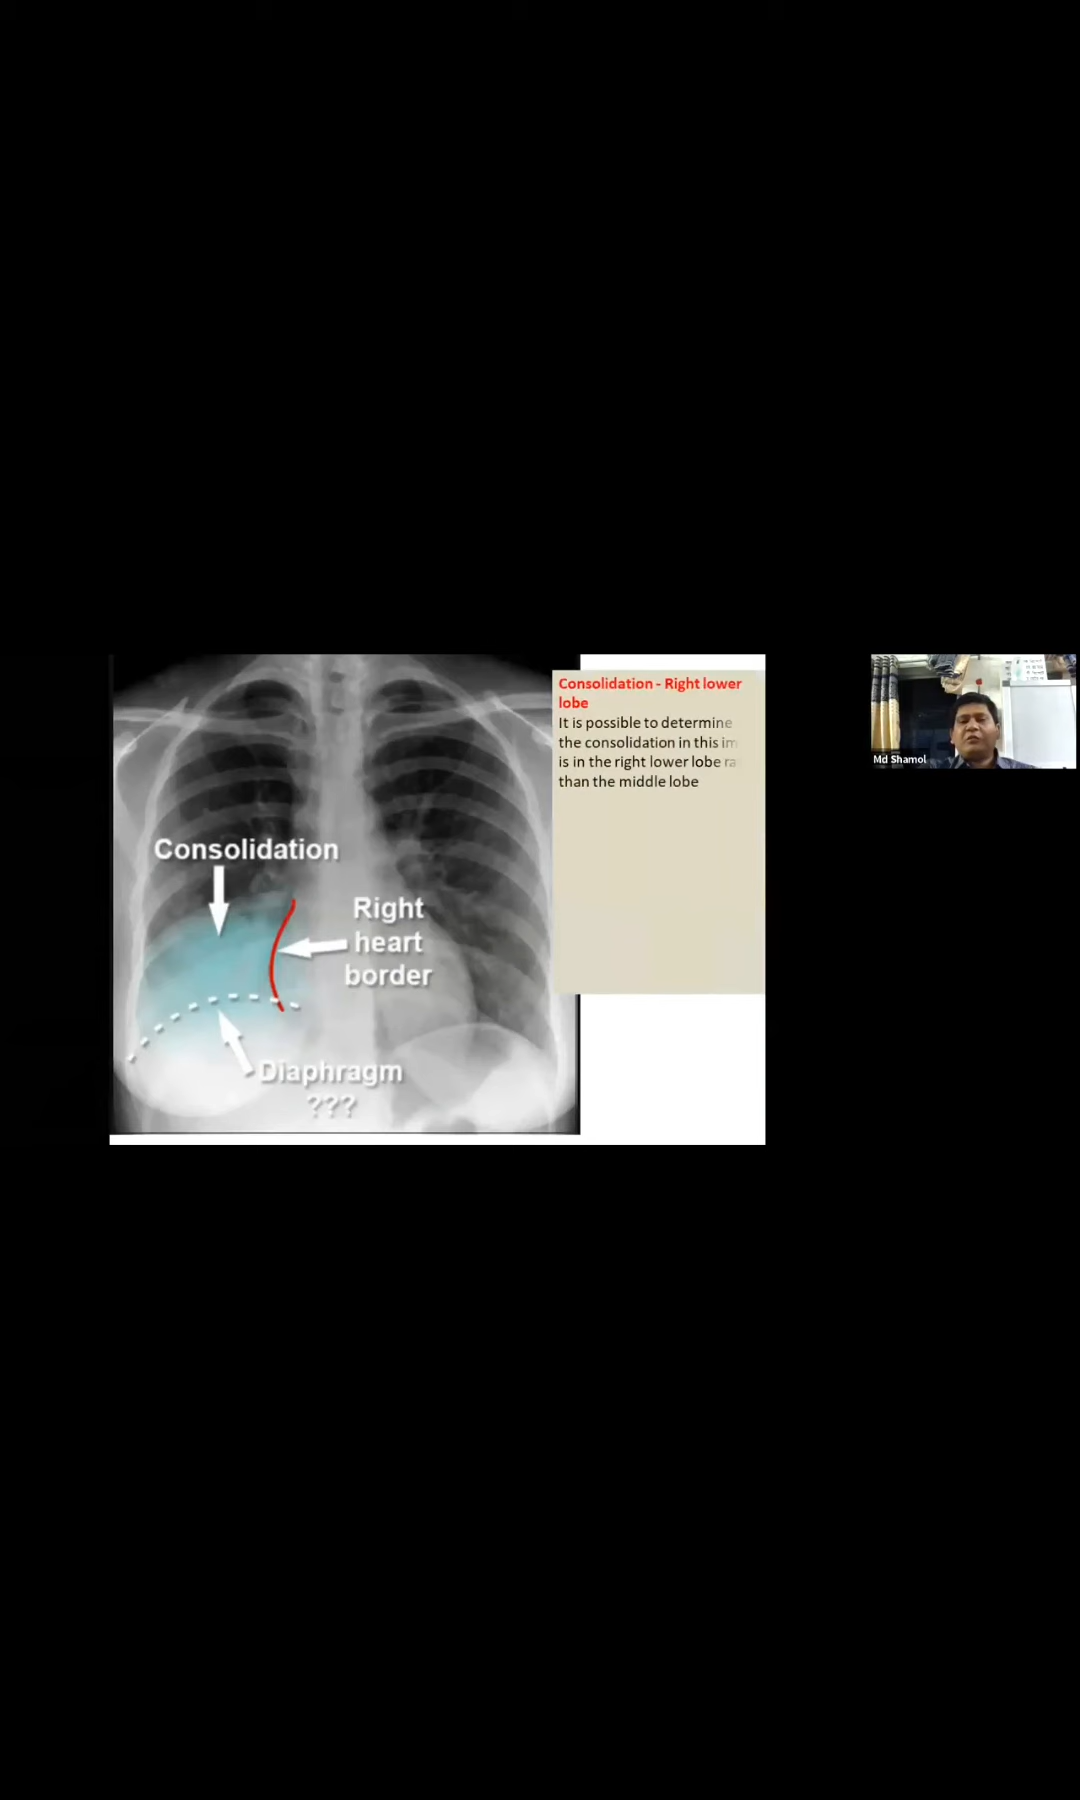 Consolidation - Right lower
lobe
It is possible to determine
the consolidation in this
is in the right lower lobe
than the middle lobe
Consolidation
Right
heart
border
Diaphragm
???
Md Shamol